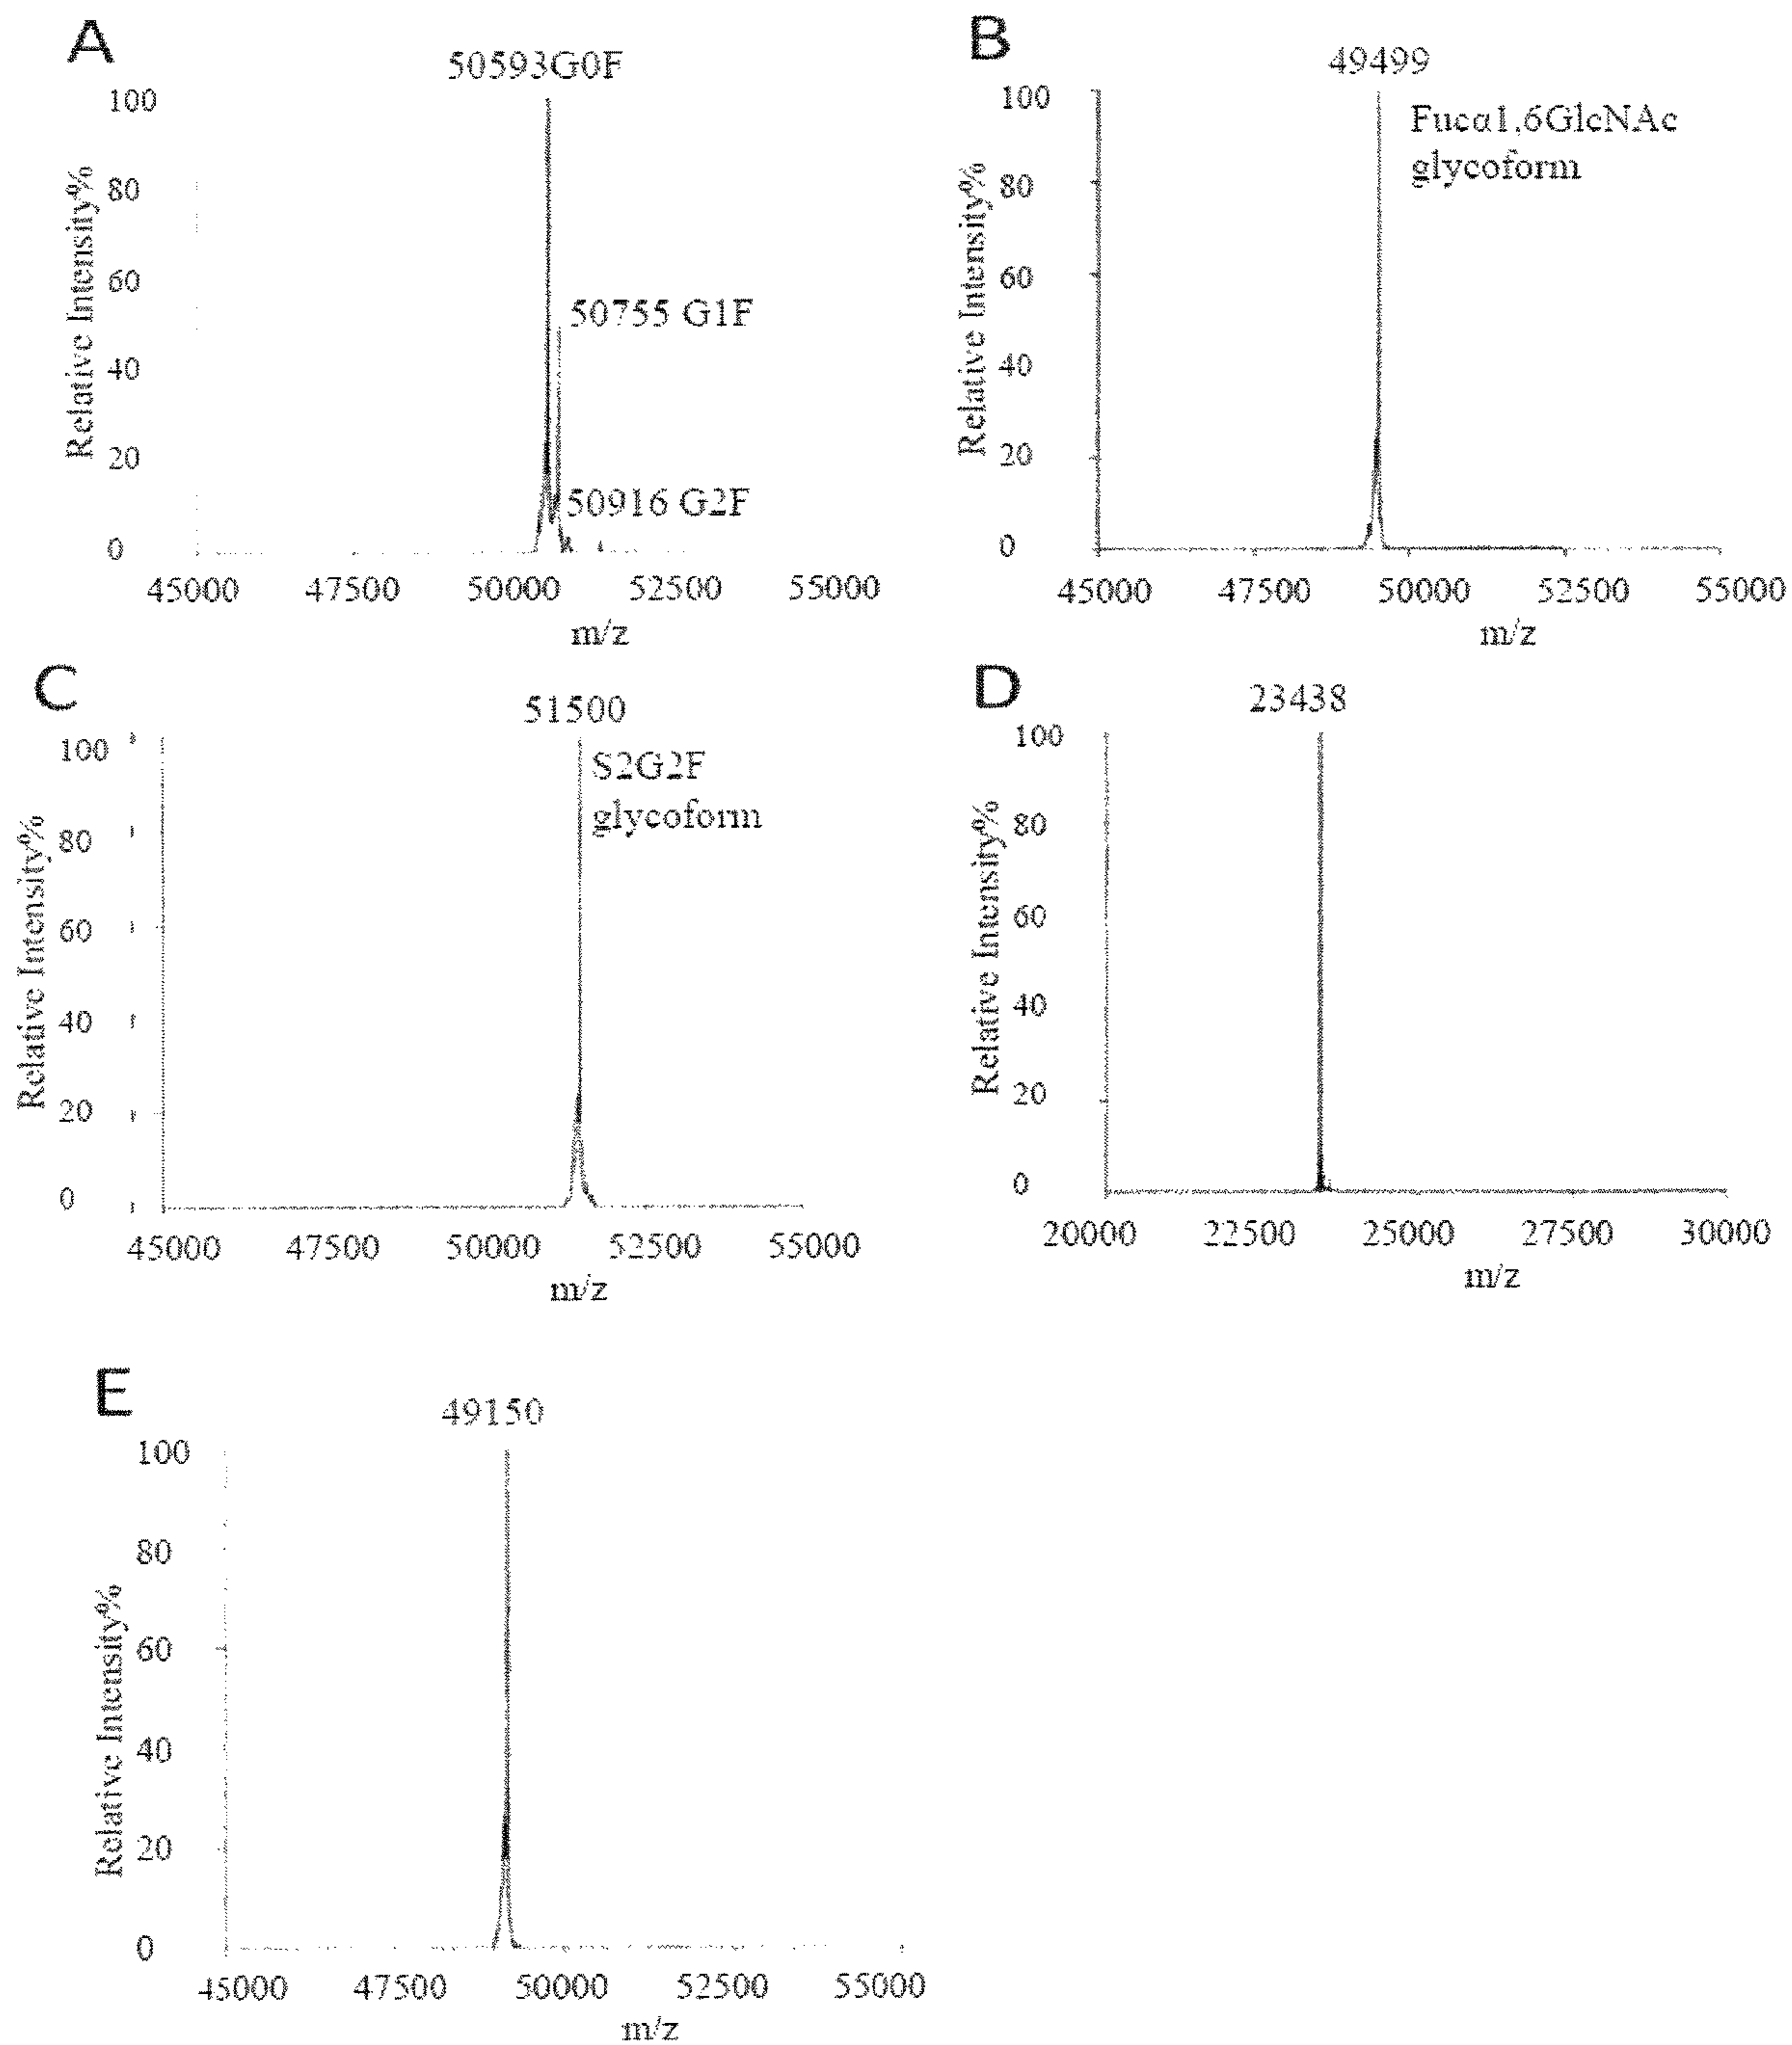 A
50593G0F
Relative Intensity%
100
80
60
40
20
0
50755 G1F
50916 G2F
45000 47500 50000 52500 55000
m/z
B
49499
Fucα1,6GlcNAc
glycoform
Relative Intensity%
100
80
60
40
20
0
45000 47500 50000 52500 55000
m/z
C
51500
S2G2F
glycoform
Relative Intensity%
100
80
60
40
20
0
45000 47500 50000 52500 55000
m/z
D
23438
Relative Intensity%
100
80
60
40
20
0
20000 22500 25000 27500 30000
m/z
E
49150
Relative Intensity%
100
80
60
40
20
0
45000 47500 50000 52500 55000
m/z